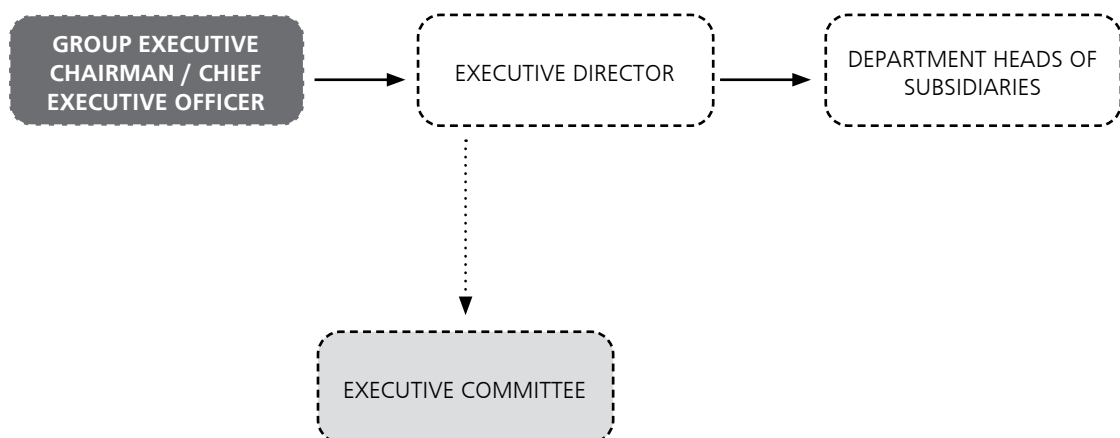 GROUP EXECUTIVE
CHAIRMAN / CHIEF
EXECUTIVE OFFICER
EXECUTIVE DIRECTOR
DEPARTMENT HEADS OF
SUBSIDIARIES
EXECUTIVE COMMITTEE